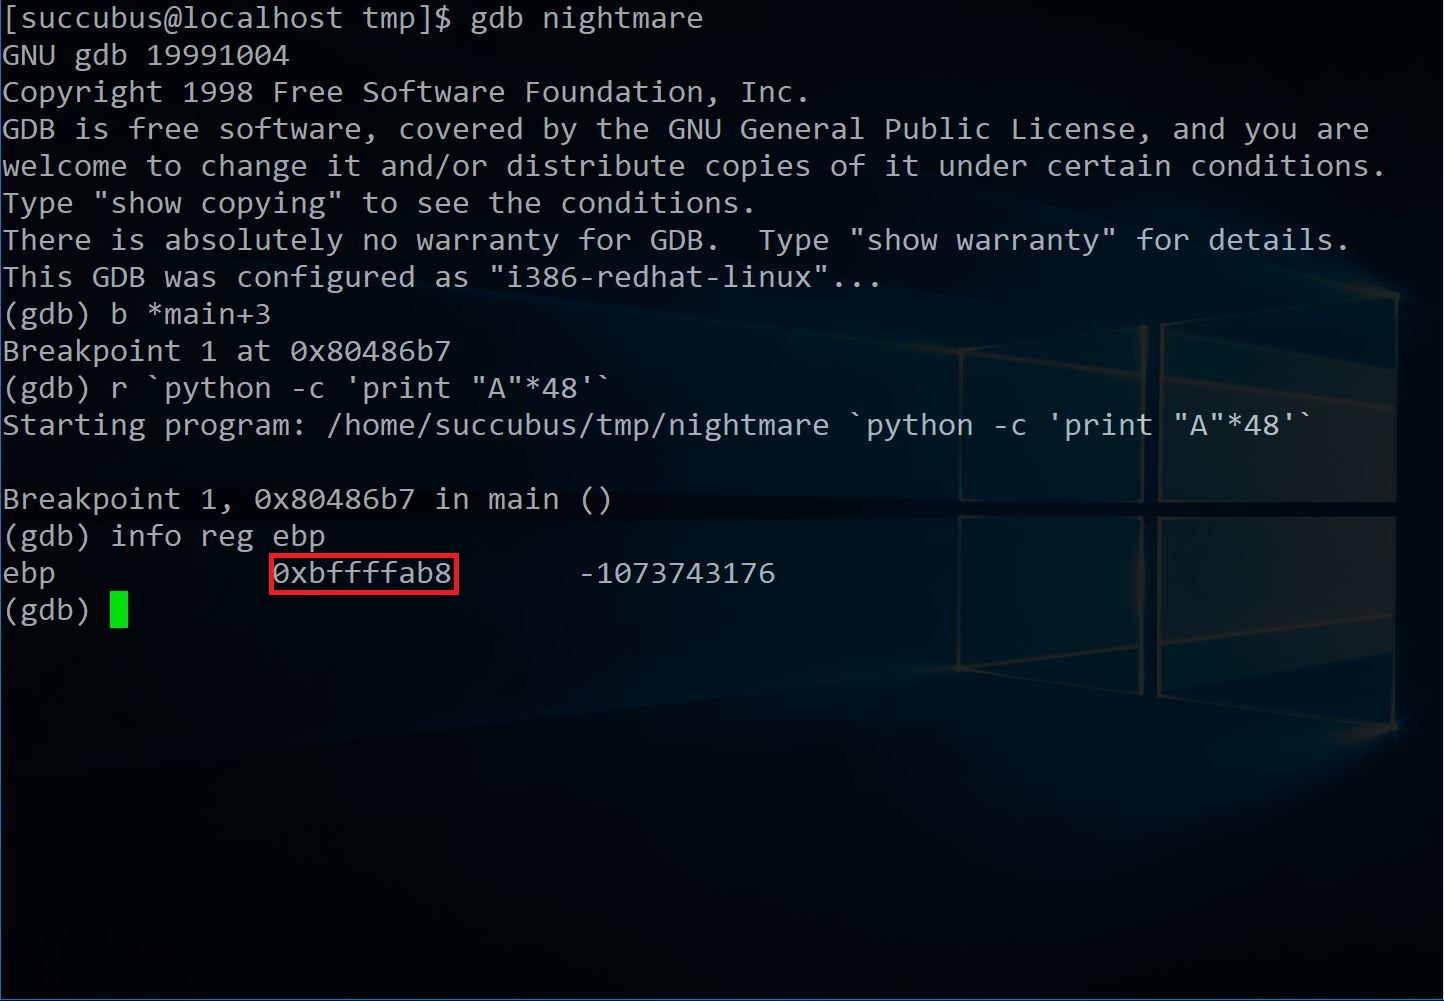 [succubus@localhost tmp]$ gdb nightmare
GNU gdb 19991004
Copyright 1998 Free Software Foundation, Inc.
GDB is free software, covered by the GNU General Public License, and you are
welcome to change it and/or distribute copies of it under certain conditions.
Type "show copying" to see the conditions.
There is absolutely no warranty for GDB.  Type "show warranty" for details.
This GDB was configured as "i386-redhat-linux"...
(gdb) b *main+3
Breakpoint 1 at 0x80486b7
(gdb) r `python -c 'print "A"*48'`
Starting program: /home/succubus/tmp/nightmare `python -c 'print "A"*48'`
Breakpoint 1, 0x80486b7 in main ()
(gdb) info reg ebp
ebp            0xbffffab8       -1073743176
(gdb)